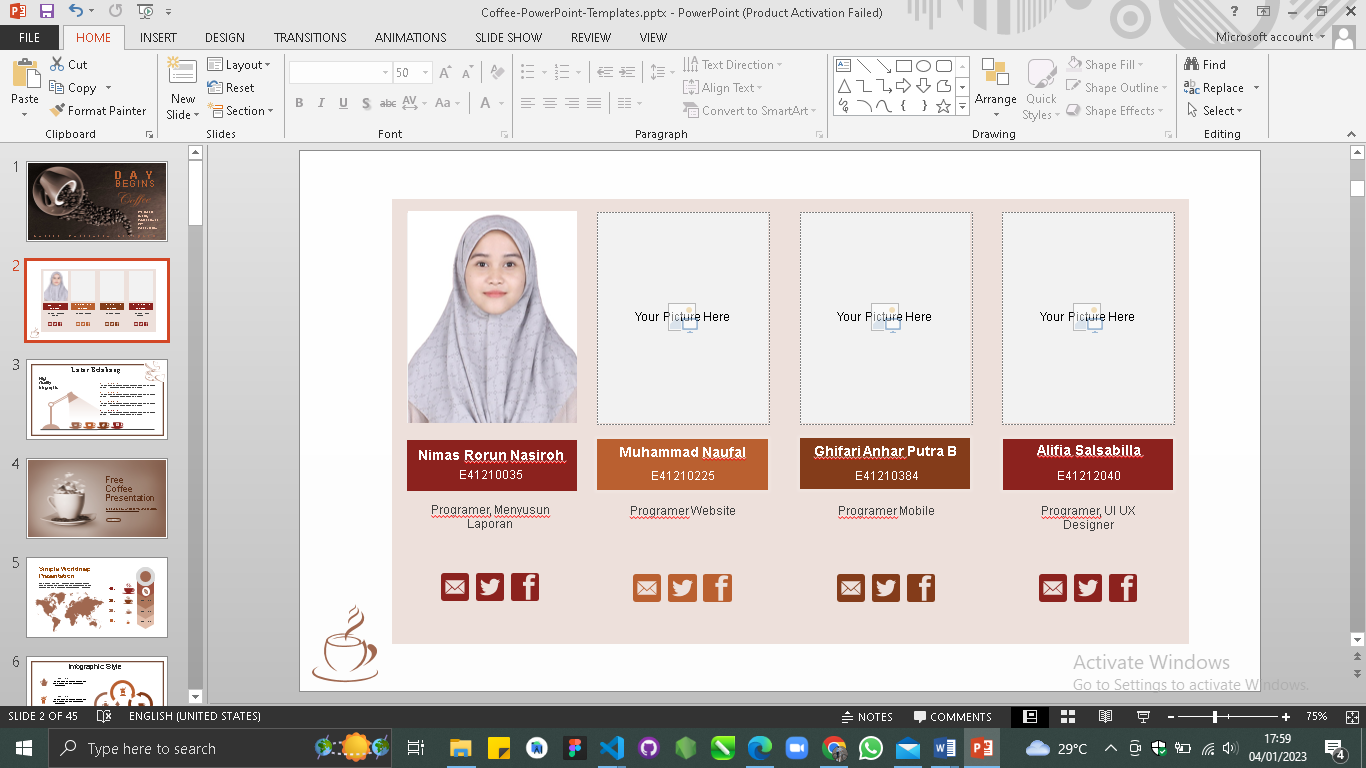 Coffee-PowerPoint-Templates.pptx - PowerPoint (Product Activation Failed)
FILE HOME INSERT DESIGN TRANSITIONS ANIMATIONS SLIDE SHOW REVIEW VIEW
Microsoft account
Paste
Cut
Copy
Format Painter
Clipboard
New
Slide
Layout
Reset
Section
Slides
50
Font
Text Direction
Align Text
Convert to SmartArt
Paragraph
Arrange
Quick
Styles
Shape Fill
Shape Outline
Shape Effects
Drawing
Find
Replace
Select
Editing
1
DAY
BEGINS
Coffee
2
3
Latar Belakang
4
Free
Coffee
Presentation
5
Simple Worldmap
Presentation
6
Infographic Style
Your Picture Here
Your Picture Here
Your Picture Here
Nimas Rorun Nasiroh
E41210035
Programer, Menyusun
Laporan
Muhammad Naufal
E41210225
Programer Website
Ghifari Anhar Putra B
E41210384
Programer Mobile
Alifia Salsabilla
E41212040
Programer, UI UX
Designer
Activate Windows
Go to Settings to activate Windows.
SLIDE 2 OF 45 ENGLISH (UNITED STATES) NOTES COMMENTS 75%
Type here to search
29°C
17:59
04/01/2023
4